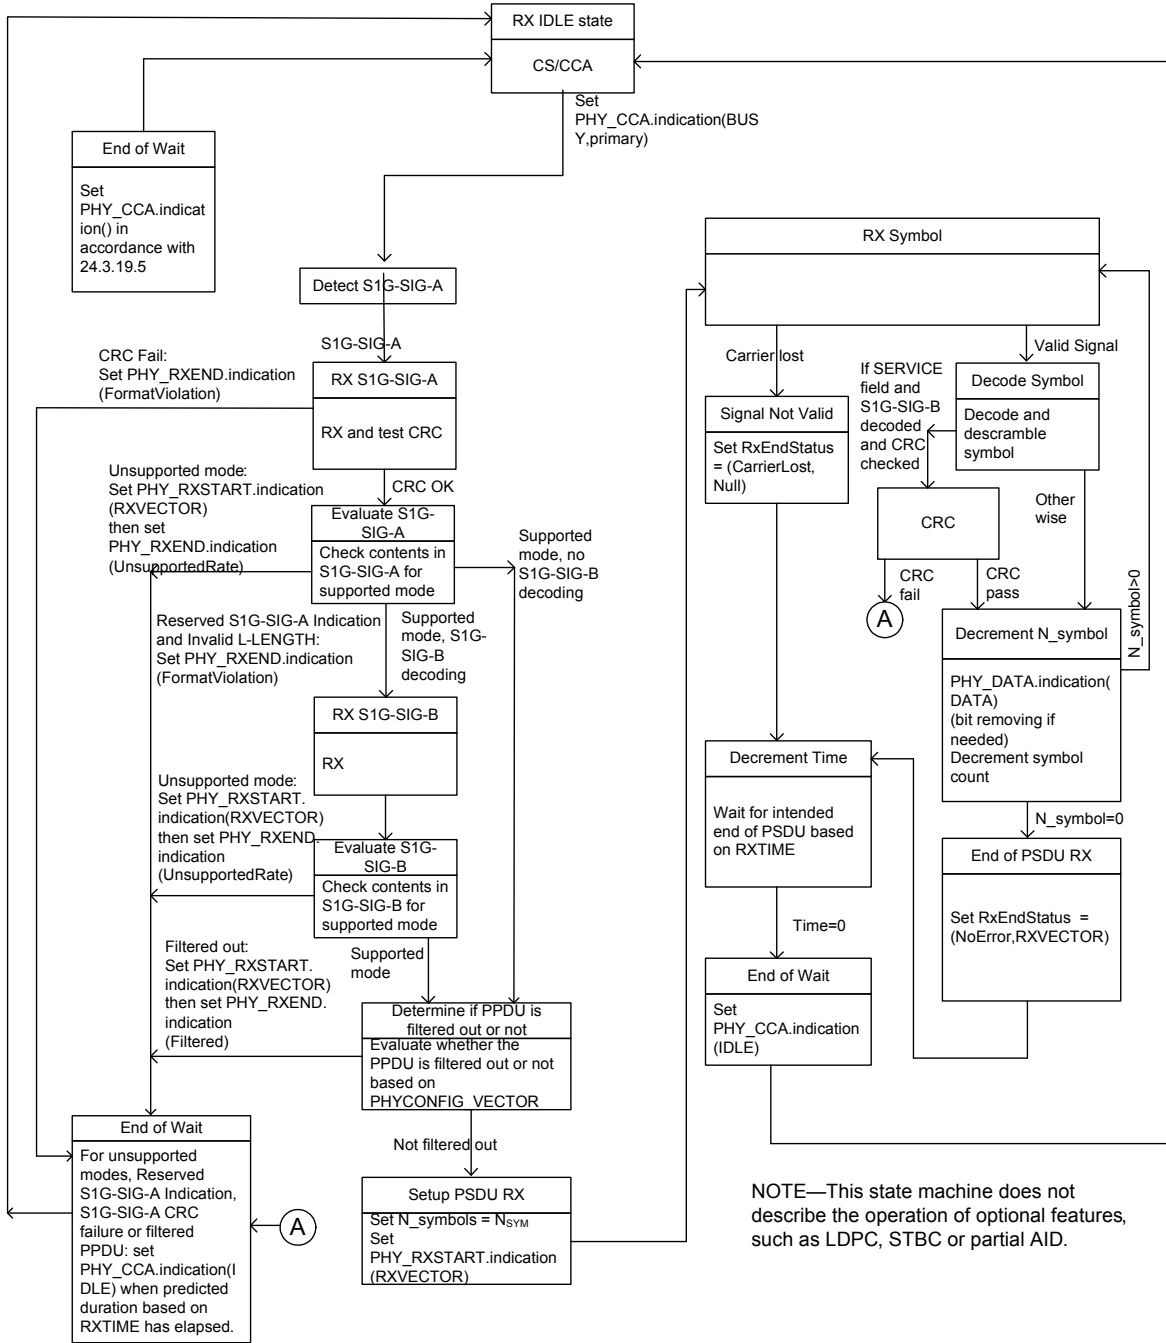 RX IDLE state
CS/CCA
Set
PHY_CCA.indication(BUS
Y,primary)
End of Wait
Set
PHY_CCA.indicat
ion() in
accordance with
24.3.19.5
Detect S1G-SIG-A
S1G-SIG-A
CRC Fail:
Set PHY_RXEND.indication
(FormatViolation)
RX S1G-SIG-A
RX and test CRC
CRC OK
Unsupported mode:
Set PHY_RXSTART.indication
(RXVECTOR)
then set
PHY_RXEND.indication
(UnsupportedRate)
Evaluate S1G-
SIG-A
Check contents in
S1G-SIG-A for
supported mode
Supported
mode, no
S1G-SIG-B
decoding
Reserved S1G-SIG-A Indication
and Invalid L-LENGTH:
Set PHY_RXEND.indication
(FormatViolation)
Supported
mode, S1G-
SIG-B
decoding
RX S1G-SIG-B
RX
Unsupported mode:
Set PHY_RXSTART.
indication(RXVECTOR)
then set PHY_RXEND.
indication
(UnsupportedRate)
Evaluate S1G-
SIG-B
Check contents in
S1G-SIG-B for
supported mode
Supported
mode
Filtered out:
Set PHY_RXSTART.
indication(RXVECTOR)
then set PHY_RXEND.
indication
(Filtered)
Determine if PPDU is
filtered out or not
Evaluate whether the
PPDU is filtered out or not
based on
PHYCONFIG_VECTOR
Not filtered out
End of Wait
For unsupported
modes, Reserved
S1G-SIG-A Indication,
S1G-SIG-A CRC
failure or filtered
PPDU: set
PHY_CCA.indication(I
DLE) when predicted
duration based on
RXTIME has elapsed.
A
Setup PSDU RX
Set N_symbols = NSYM
Set
PHY_RXSTART.indication
(RXVECTOR)
RX Symbol
Carrier lost
Valid Signal
Signal Not Valid
Set RxEndStatus
= (CarrierLost,
Null)
If SERVICE
field and
S1G-SIG-B
decoded
and CRC
checked
Decode Symbol
Decode and
descramble
symbol
CRC
Other
wise
CRC
fail
CRC
pass
A
N_symbol>0
Decrement N_symbol
PHY_DATA.indication(
DATA)
(bit removing if
needed)
Decrement symbol
count
N_symbol=0
Decrement Time
Wait for intended
end of PSDU based
on RXTIME
Time=0
End of PSDU RX
Set RxEndStatus =
(NoError,RXVECTOR)
End of Wait
Set
PHY_CCA.indication
(IDLE)
NOTE—This state machine does not
describe the operation of optional features,
such as LDPC, STBC or partial AID.